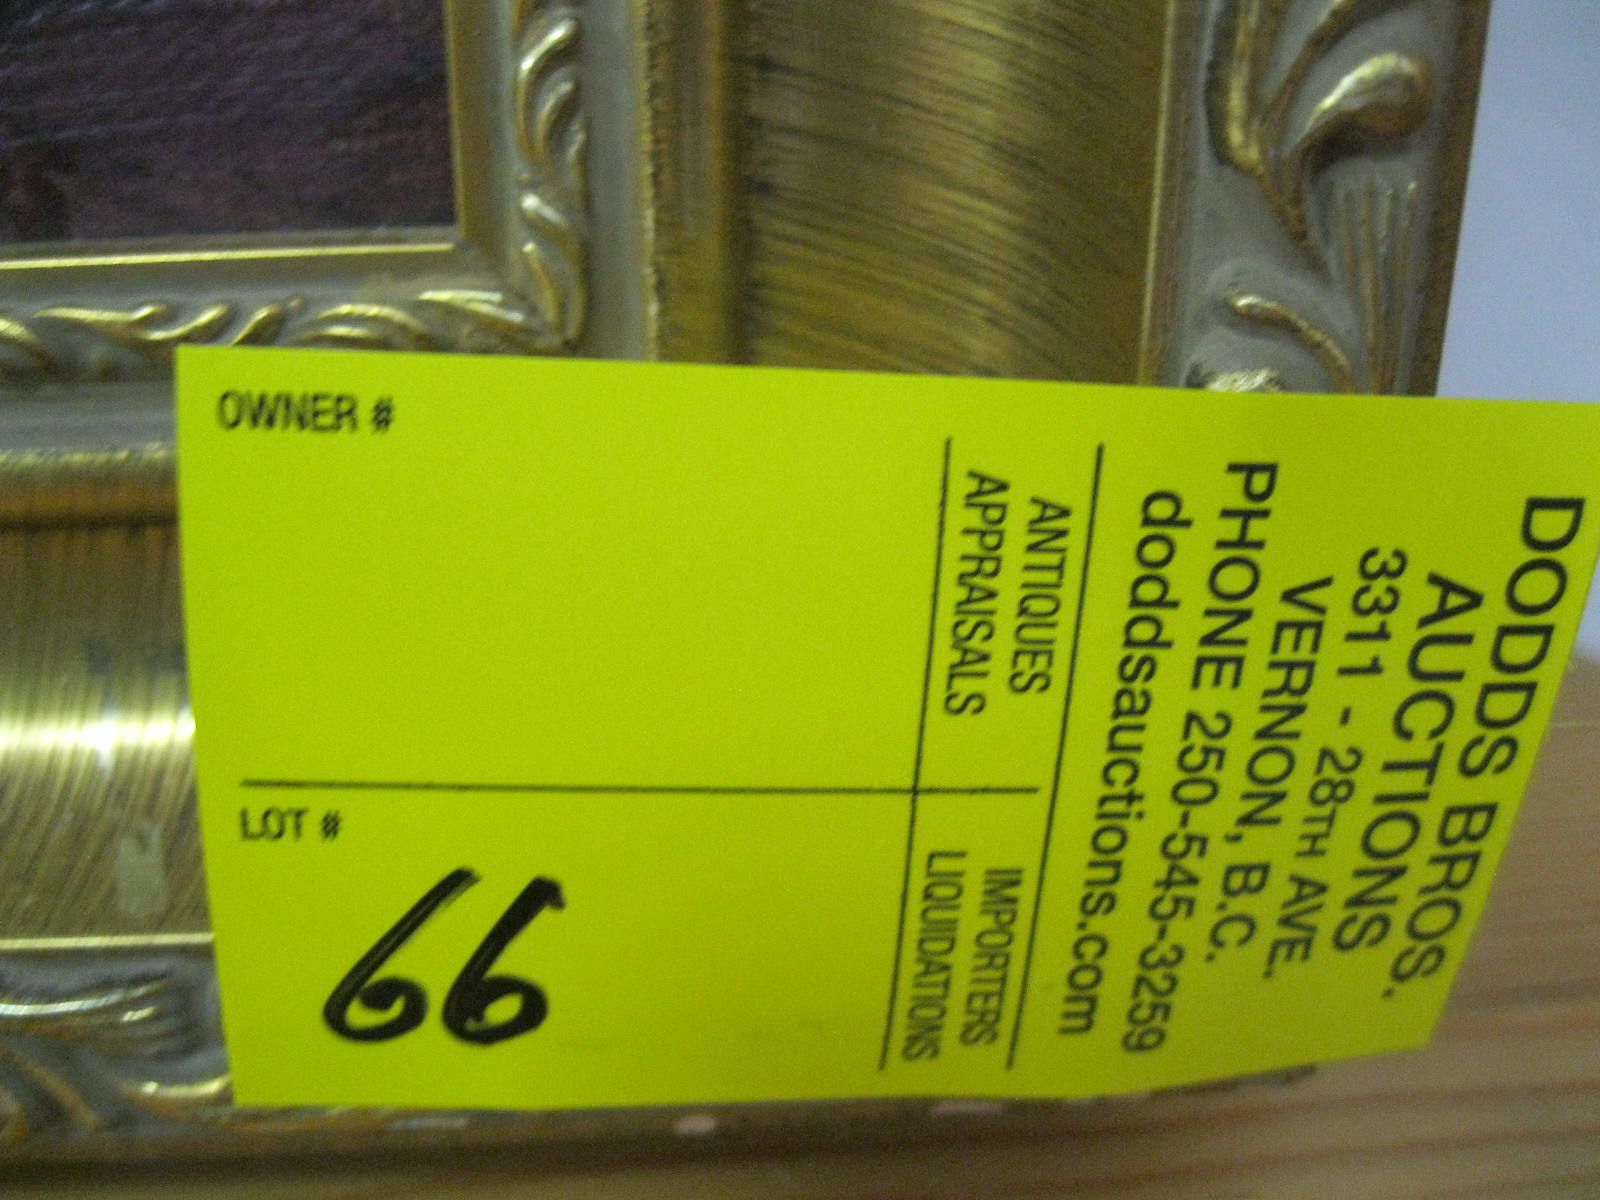 DODDS BROS.
AUCTIONS
3311 - 28TH AVE.
VERNON, B.C.
PHONE 250-545-3259
doddsauctions.com
ANTIQUES
APPRAISALS
IMPORTERS
LIQUIDATIONS
OWNER #
LOT #
66